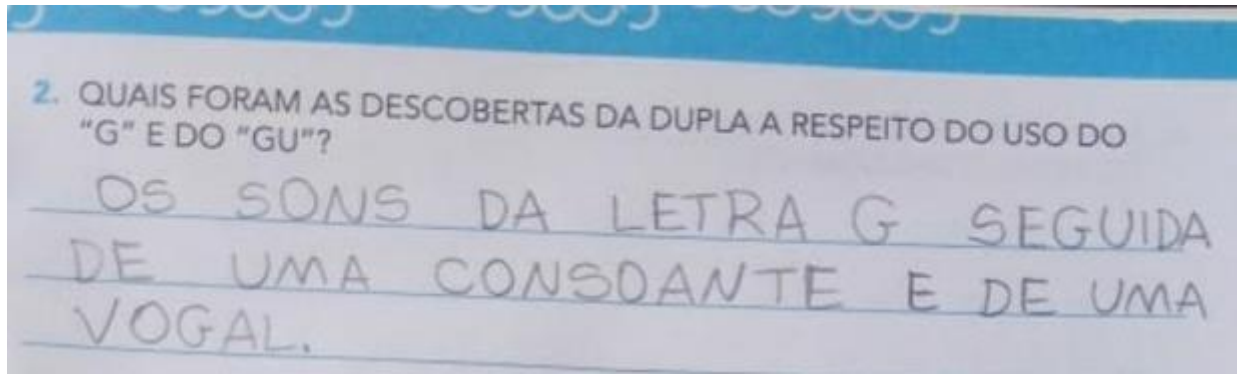 2. QUAIS FORAM AS DESCOBERTAS DA DUPLA A RESPEITO DO USO DO
"G" E DO "GU"?
OS SONS DA LETRA G SEGUIDA
DE UMA CONSOANTE E DE UMA
VOGAL.